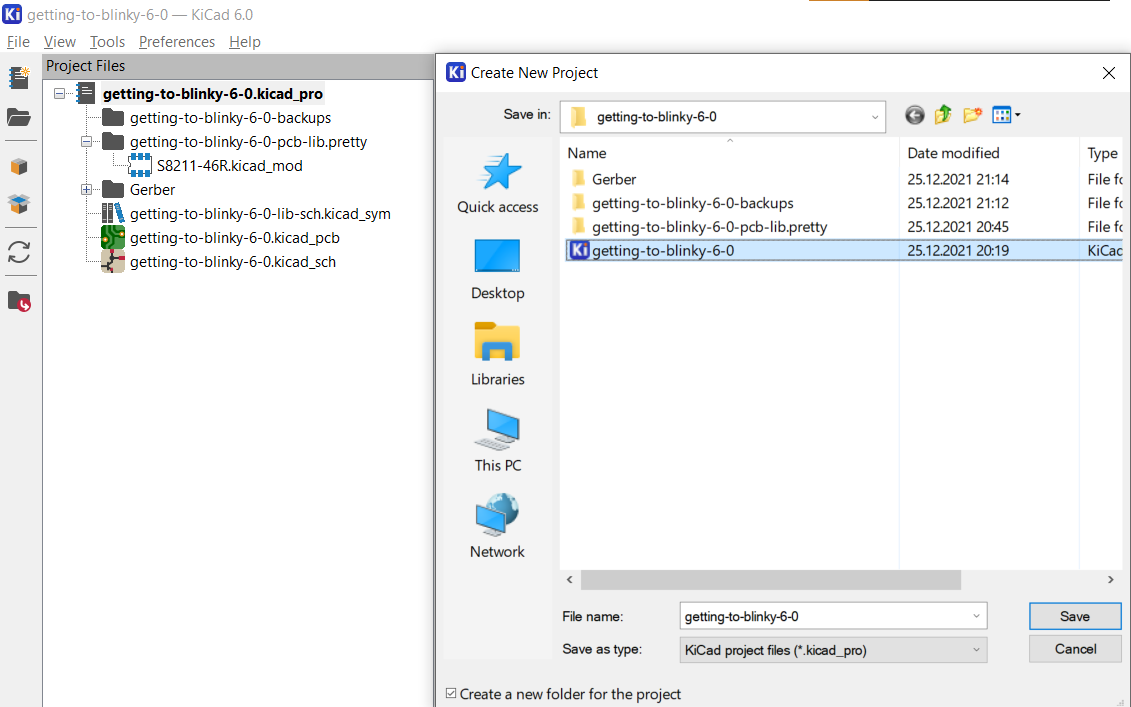 Ki getting-to-blinky-6-0 — KiCad 6.0
File View Tools Preferences Help
Project Files
getting-to-blinky-6-0.kicad_pro
getting-to-blinky-6-0-backups
getting-to-blinky-6-0-pcb-lib.pretty
S8211-46R.kicad_mod
Gerber
getting-to-blinky-6-0-lib-sch.kicad_sym
getting-to-blinky-6-0.kicad_pcb
getting-to-blinky-6-0.kicad_sch
Ki Create New Project
Save in: getting-to-blinky-6-0
Quick access
Desktop
Libraries
This PC
Network
Name Date modified Type
Gerber 25.12.2021 21:14 File fo
getting-to-blinky-6-0-backups 25.12.2021 21:12 File fo
getting-to-blinky-6-0-pcb-lib.pretty 25.12.2021 20:45 File fo
Ki getting-to-blinky-6-0 25.12.2021 20:19 KiCad
File name: getting-to-blinky-6-0 Save
Save as type: KiCad project files (*.kicad_pro) Cancel
Create a new folder for the project